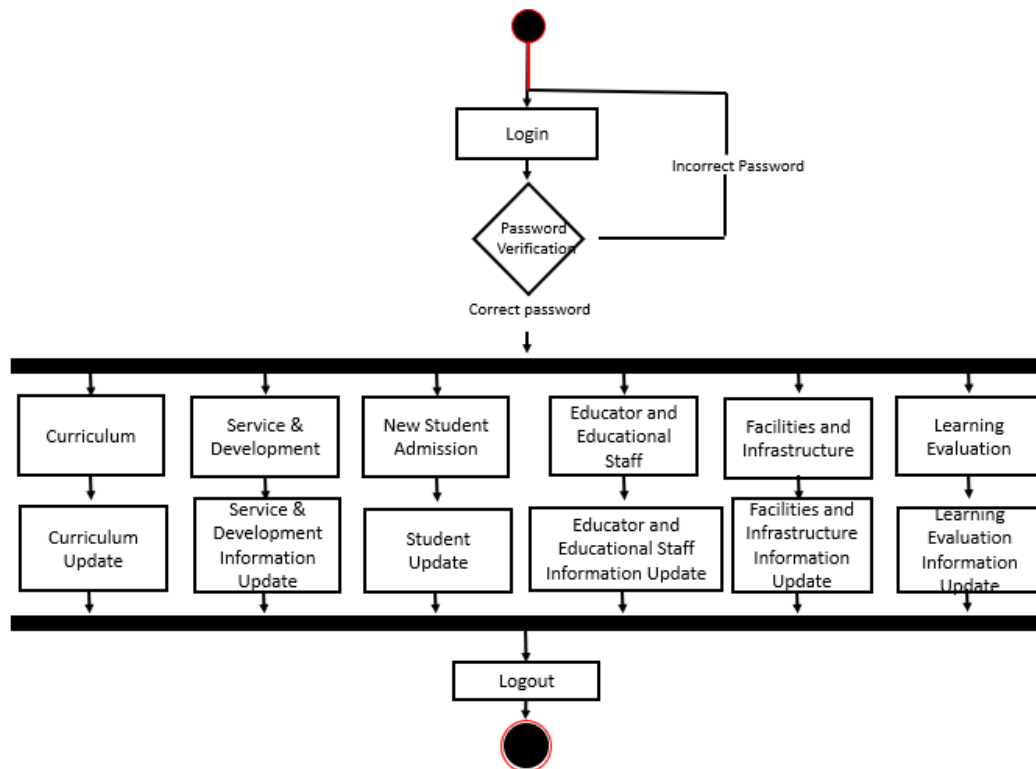 Login
Incorrect Password
Password
Verification
Correct password
Curriculum
Service &
Development
New Student
Admission
Educator and
Educational
Staff
Facilities and
Infrastructure
Learning
Evaluation
Curriculum
Update
Service &
Development
Information
Update
Student
Update
Educator and
Educational Staff
Information Update
Facilities and
Infrastructure
Information
Update
Learning
Evaluation
Information
Update
Logout